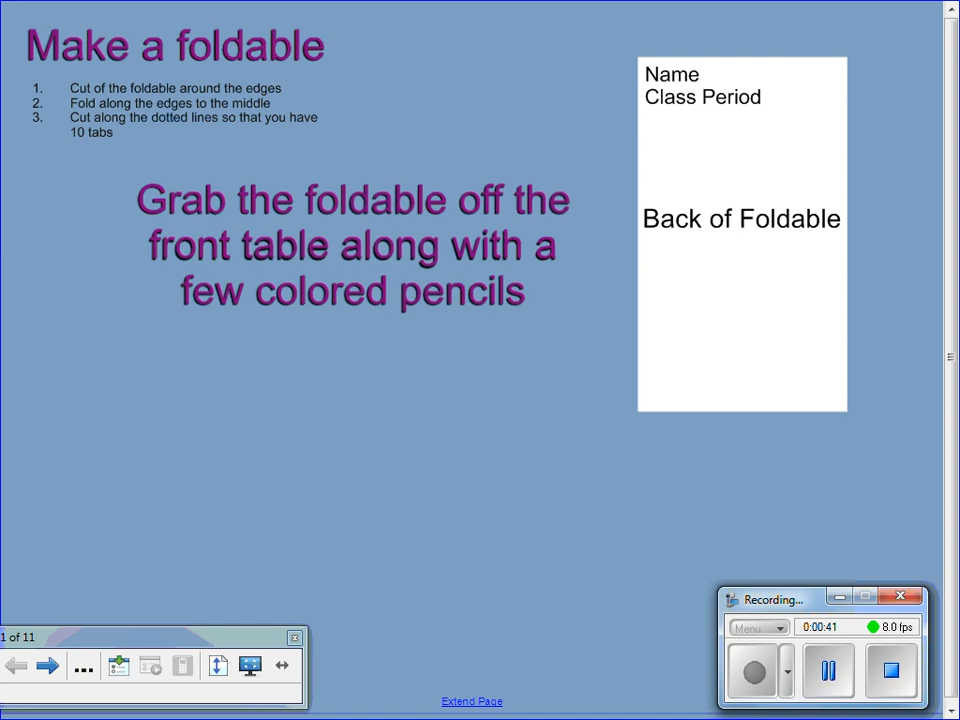 Make a foldable
1. Cut of the foldable around the edges
2. Fold along the edges to the middle
3. Cut along the dotted lines so that you have
10 tabs
Grab the foldable off the
front table along with a
few colored pencils
Name
Class Period
Back of Foldable
Recording...
Menu
0:00:41
8.0 fps
1 of 11
...
Extend Page